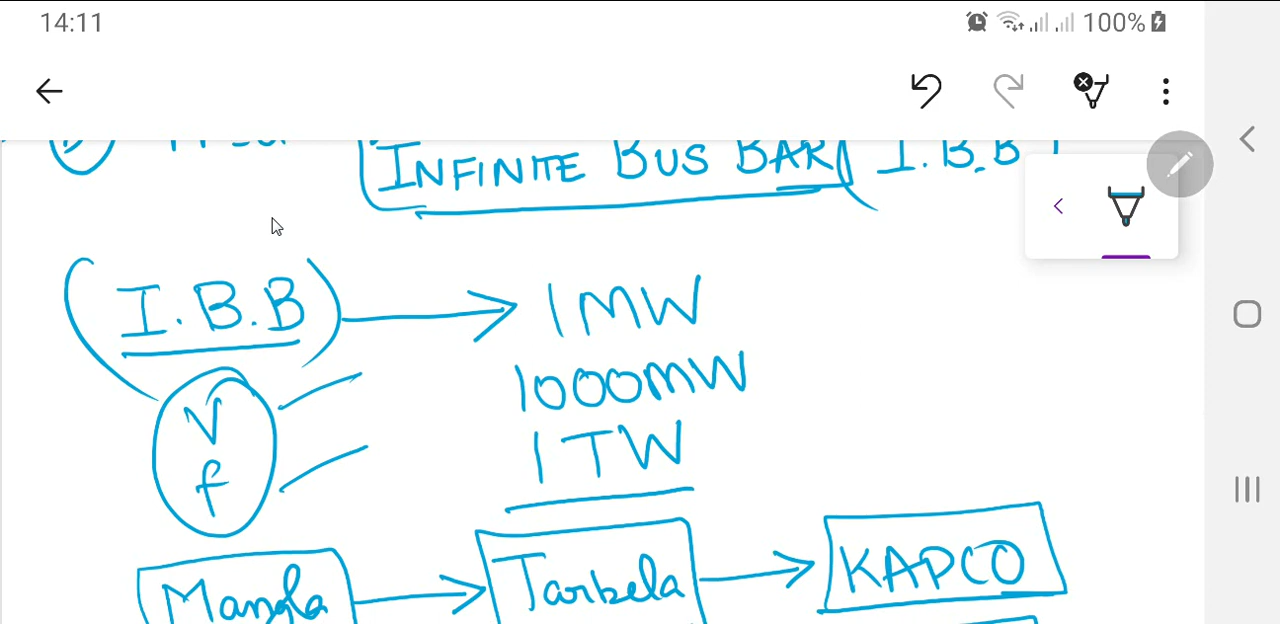 14:11 100%
INFINITE BUS BAR I.B.B
(I.B.B) → 1MW
1000MW
V
1TW
f
Mangla → Tarbela → KAPCO